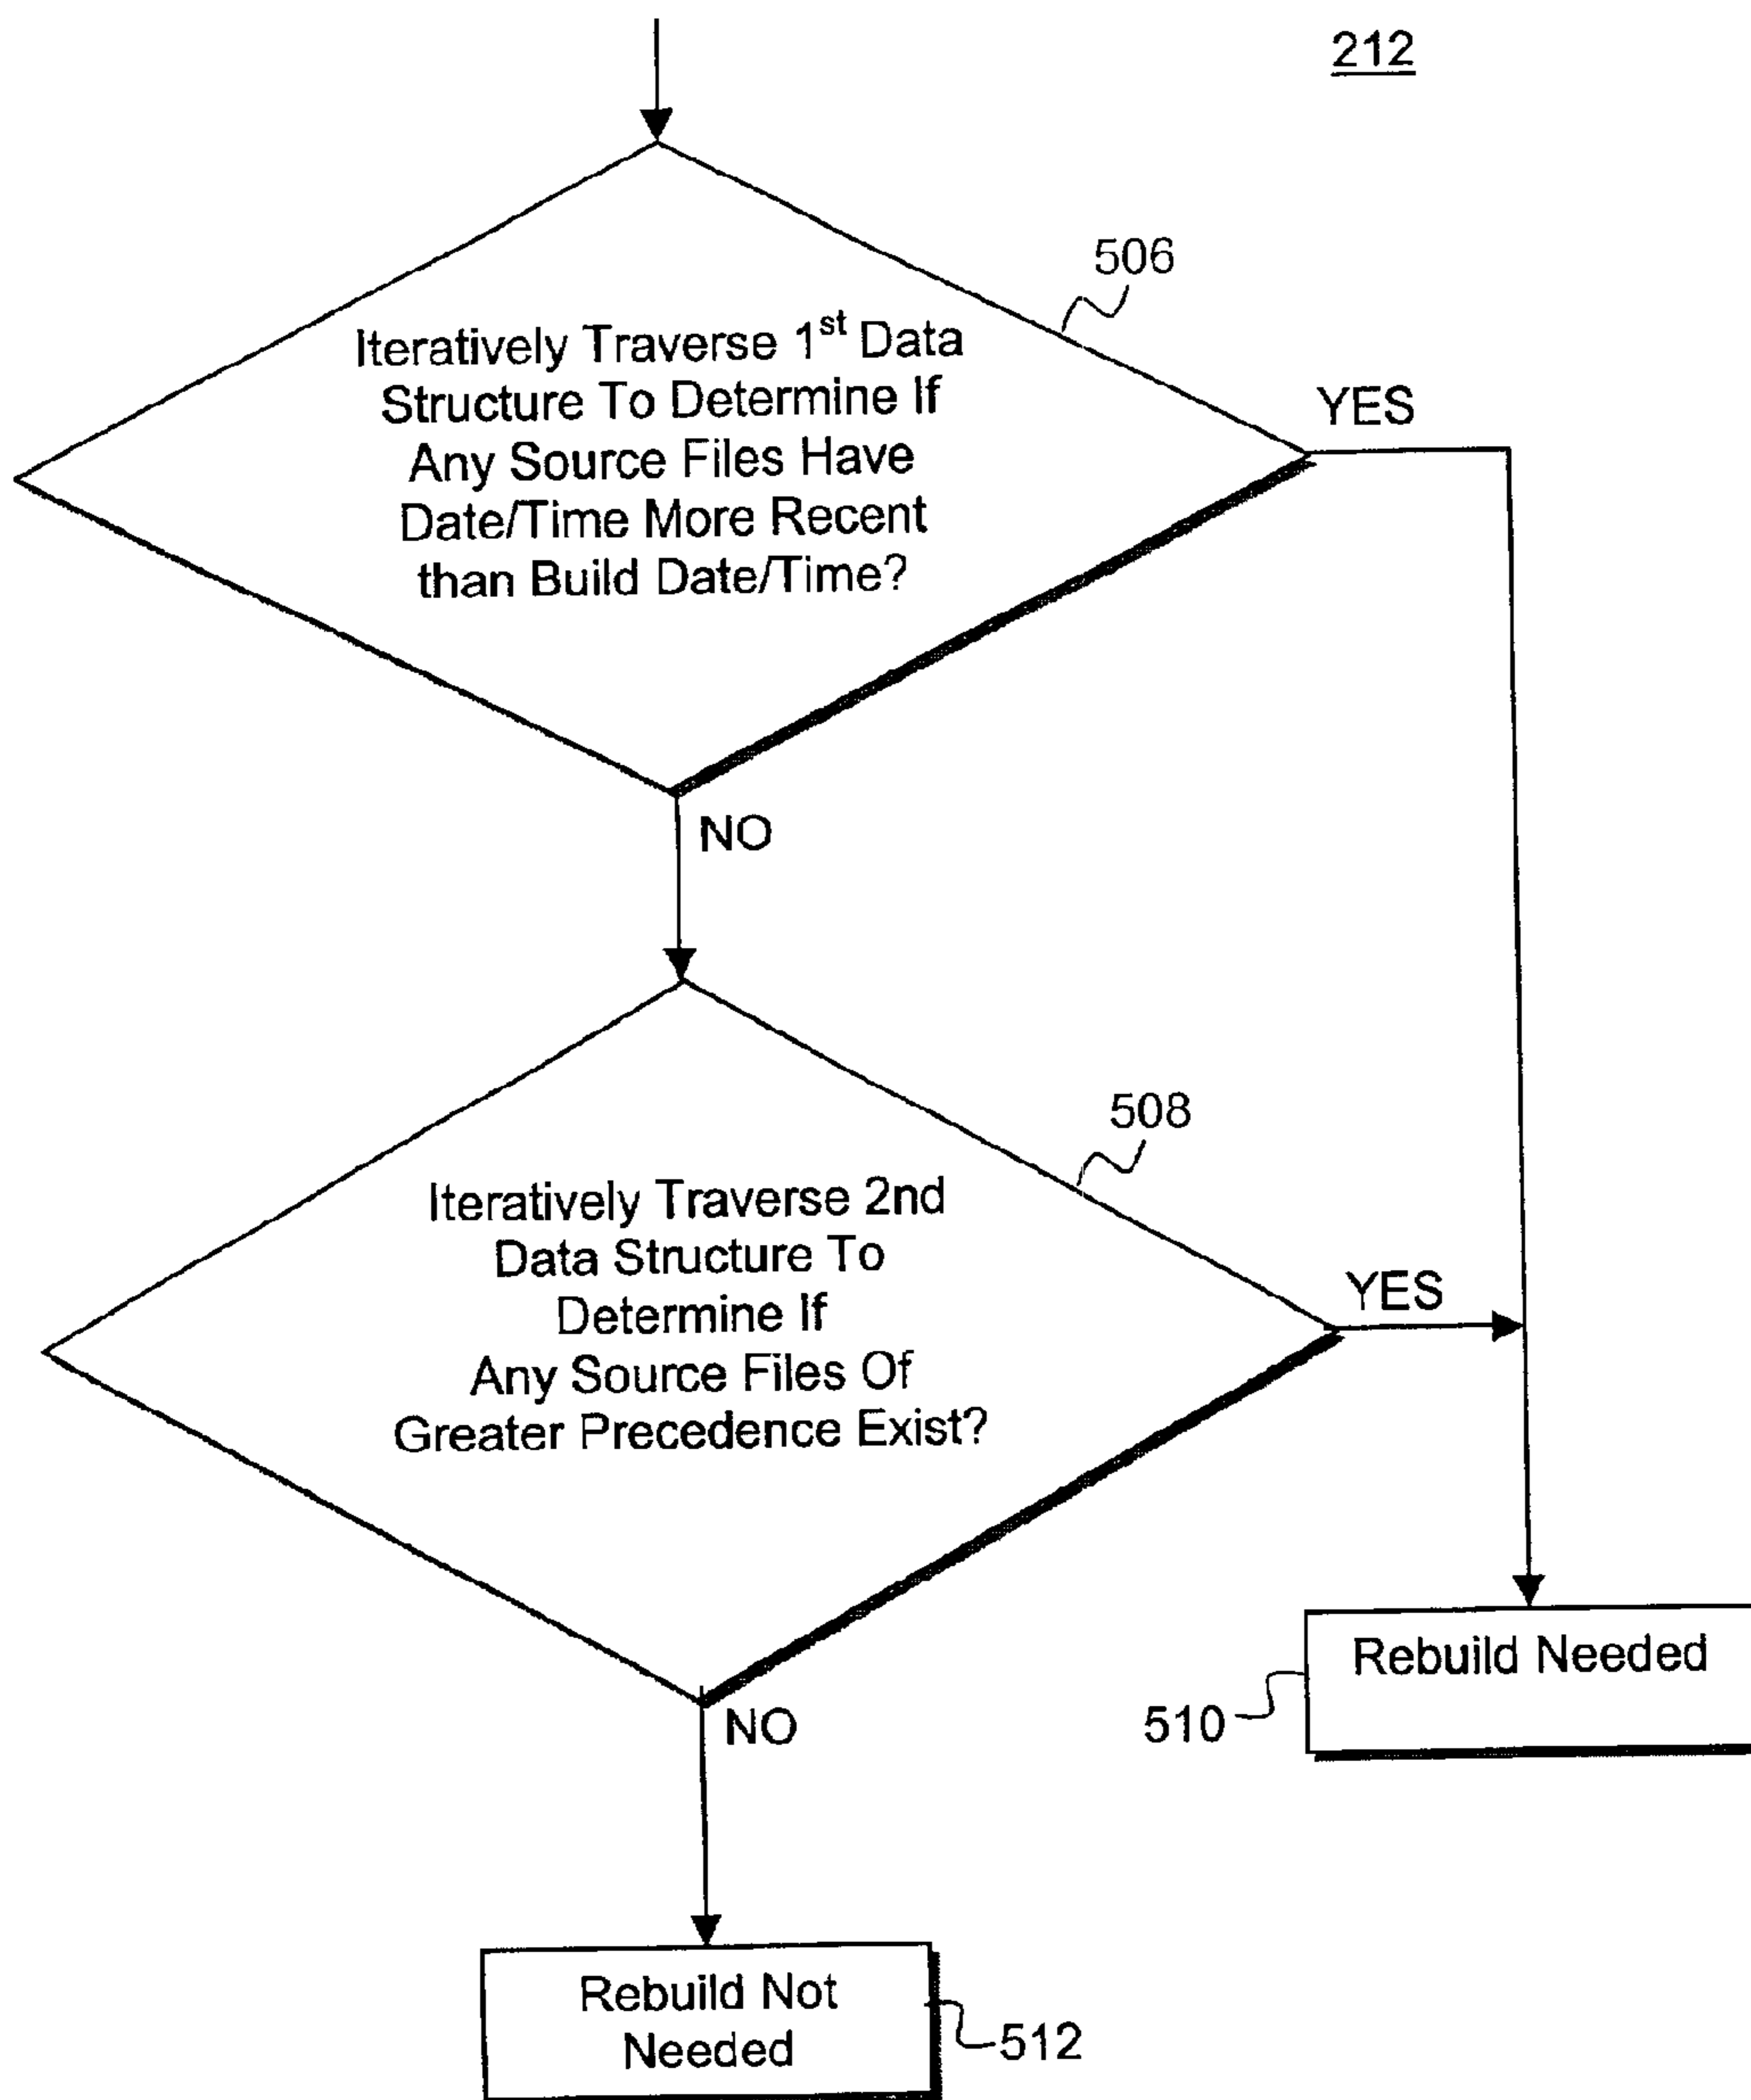 212
506
Iteratively Traverse 1st Data
Structure To Determine If
Any Source Files Have
Date/Time More Recent
than Build Date/Time?
YES
NO
508
Iteratively Traverse 2nd
Data Structure To
Determine If
Any Source Files Of
Greater Precedence Exist?
YES
NO
Rebuild Needed
510
Rebuild Not
Needed
512